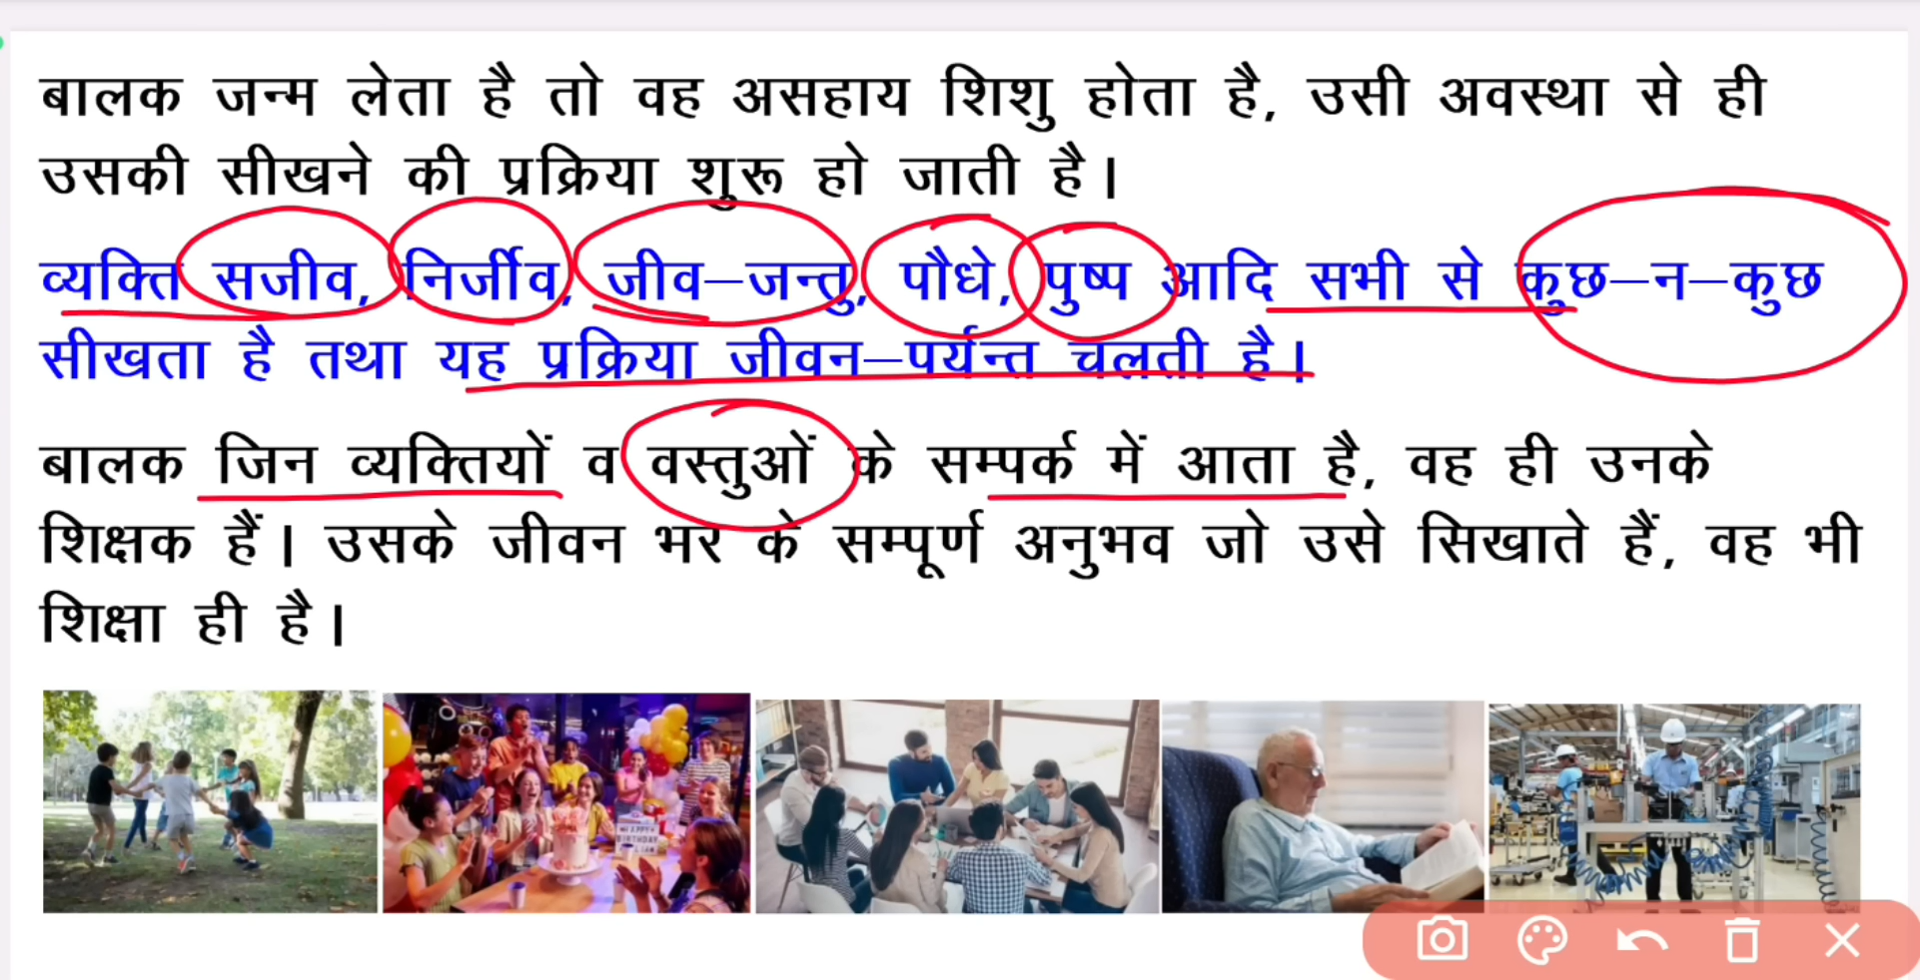 बालक जन्म लेता है तो वह असहाय शिशु होता है, उसी अवस्था से ही
उसकी सीखने की प्रक्रिया शुरू हो जाती है।
व्यक्ति सजीव, निर्जीव, जीव–जन्तु, पौधे, पुष्प आदि सभी से कुछ–न–कुछ
सीखता है तथा यह प्रक्रिया जीवन–पर्यन्त चलती है।
बालक जिन व्यक्तियों व वस्तुओं के सम्पर्क में आता है, वह ही उनके
शिक्षक हैं। उसके जीवन भर के सम्पूर्ण अनुभव जो उसे सिखाते हैं, वह भी
शिक्षा ही है।
HAPPY
BIRTHDAY